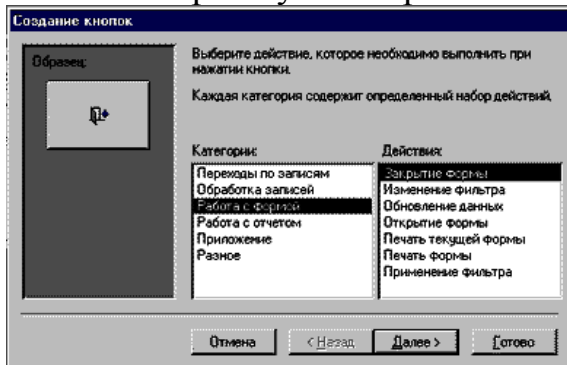 Создание кнопок
Образец:
Выберите действие, которое необходимо выполнить при
нажатии кнопки.
Каждая категория содержит определенный набор действий.
Категории:
Переходы по записям
Обработка записей
Работа с формой
Работа с отчетом
Приложение
Разное
Действия:
Закрытие формы
Изменение фильтра
Обновление данных
Открытие формы
Печать текущей формы
Печать формы
Применение фильтра
Отмена
< Назад
Далее >
Готово